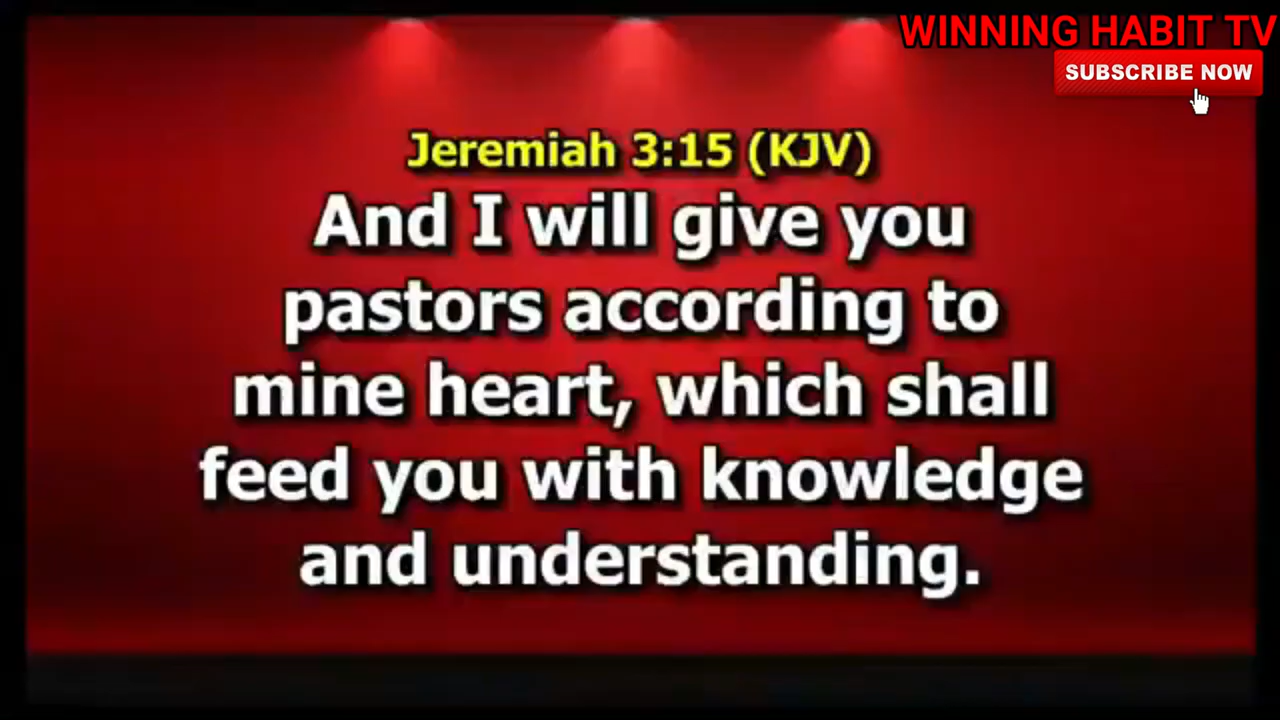 WINNING HABIT TV
SUBSCRIBE NOW
Jeremiah 3:15 (KJV)
And I will give you
pastors according to
mine heart, which shall
feed you with knowledge
and understanding.